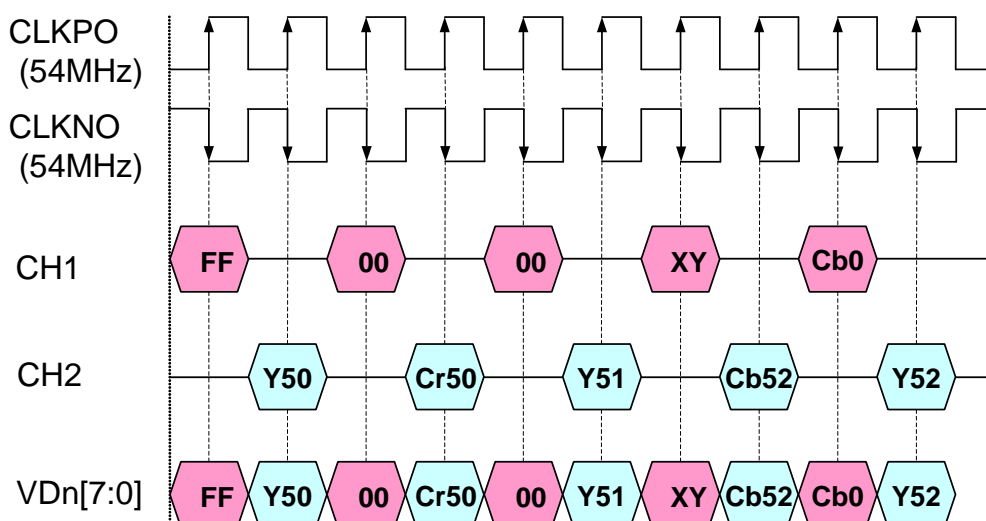 CLKPO
(54MHz)
CLKNO
(54MHz)
CH1 FF 00 00 XY Cb0
CH2 Y50 Cr50 Y51 Cb52 Y52
VDn[7:0] FF Y50 00 Cr50 00 Y51 XY Cb52 Cb0 Y52